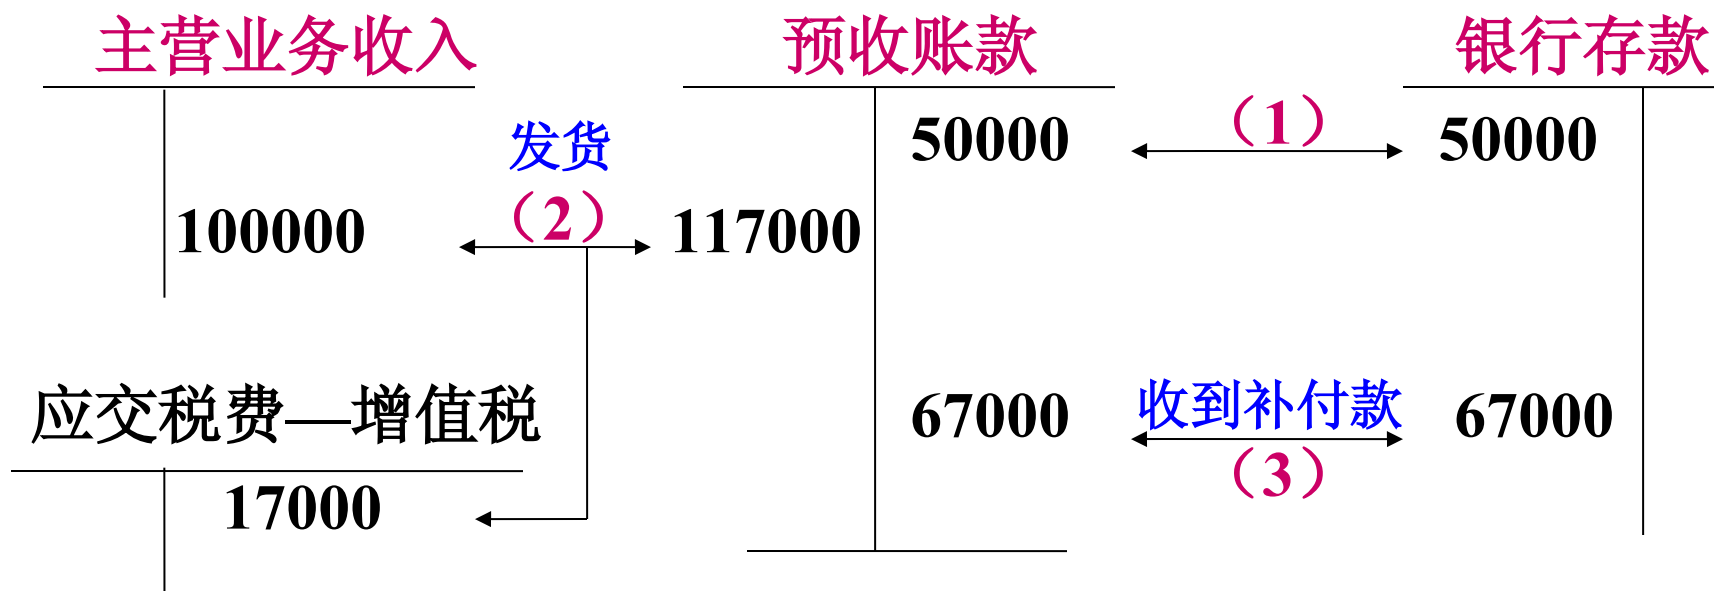 主营业务收入 预收账款 银行存款
50000 （1） 50000
发货
100000 （2） 117000
应交税费—增值税 67000 收到补付款 67000
（3）
17000